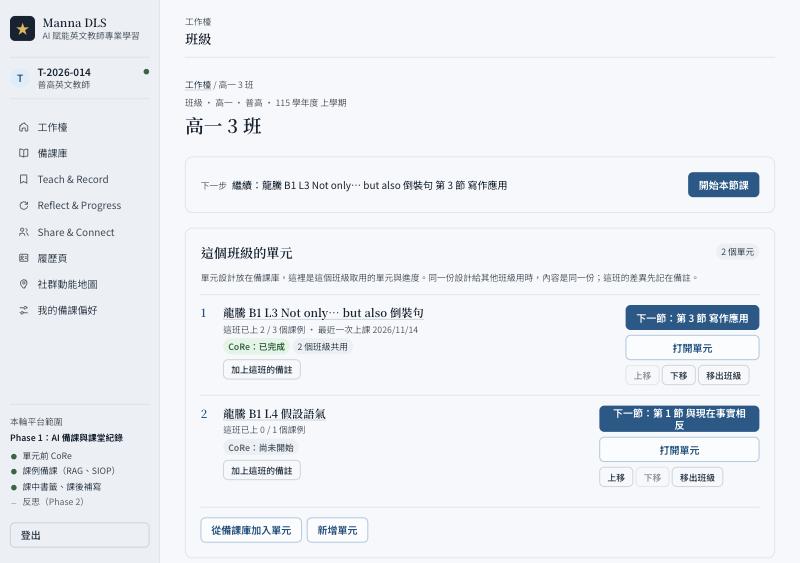 Manna DLS
AI 賦能英文教師專業學習
T
T-2026-014
普高英文教師
工作檯
備課庫
Teach & Record
Reflect & Progress
Share & Connect
履歷頁
社群動能地圖
我的備課偏好
本輪平台範圍
Phase 1：AI 備課與課堂紀錄
單元前 CoRe
課例備課（RAG、SIOP）
課中書籤、課後補寫
反思（Phase 2）
登出
工作檯
班級
工作檯 / 高一 3 班
班級 · 高一 · 普高 · 115 學年度 上學期
高一 3 班
下一步 繼續：龍騰 B1 L3 Not only… but also 倒裝句 第 3 節 寫作應用
開始本節課
這個班級的單元
2 個單元
單元設計放在備課庫，這裡是這個班級取用的單元與進度。同一份設計給其他班級用時，內容是同一份；這班的差異先記在備註。
1
龍騰 B1 L3 Not only… but also 倒裝句
這班已上 2 / 3 個課例 · 最近一次上課 2026/11/14
CoRe：已完成 2 個班級共用
加上這班的備註
下一節：第 3 節 寫作應用
打開單元
上移 下移 移出班級
2
龍騰 B1 L4 假設語氣
這班已上 0 / 1 個課例
CoRe：尚未開始
加上這班的備註
下一節：第 1 節 與現在事實相
反
打開單元
上移 下移 移出班級
從備課庫加入單元 新增單元